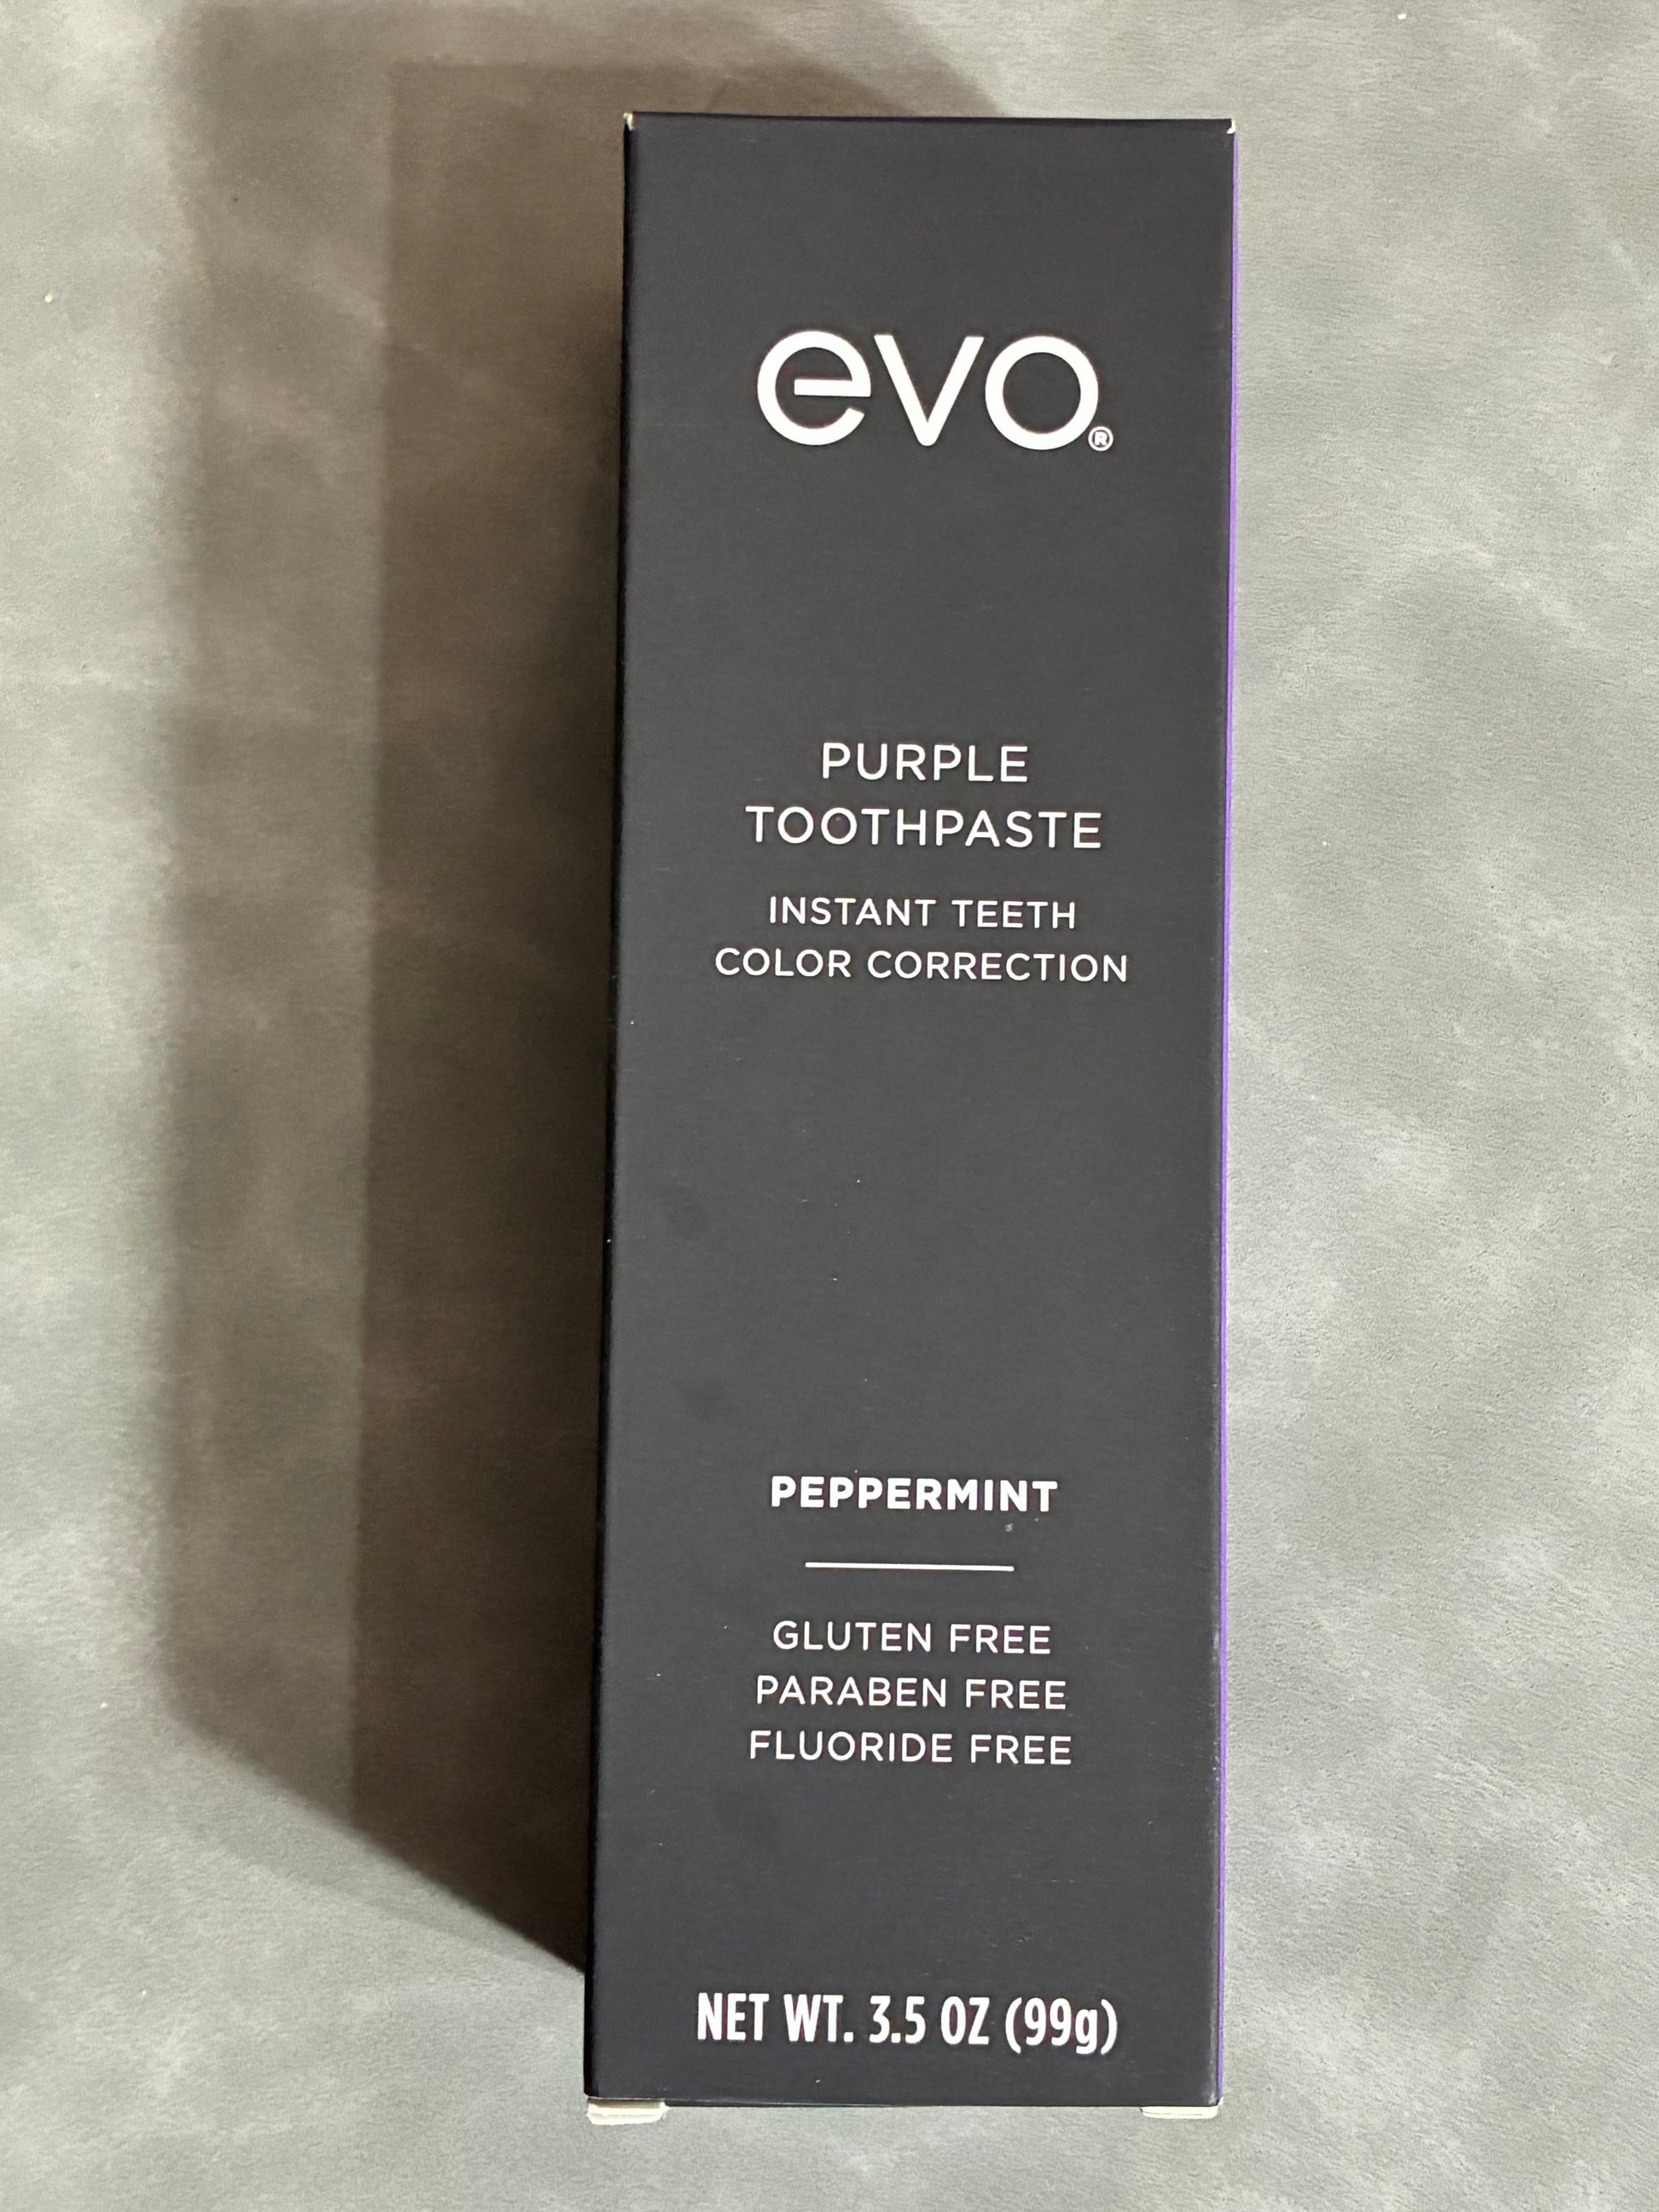 evo®
PURPLE
TOOTHPASTE
INSTANT TEETH
COLOR CORRECTION
PEPPERMINT
GLUTEN FREE
PARABEN FREE
FLUORIDE FREE
NET WT. 3.5 OZ (99g)